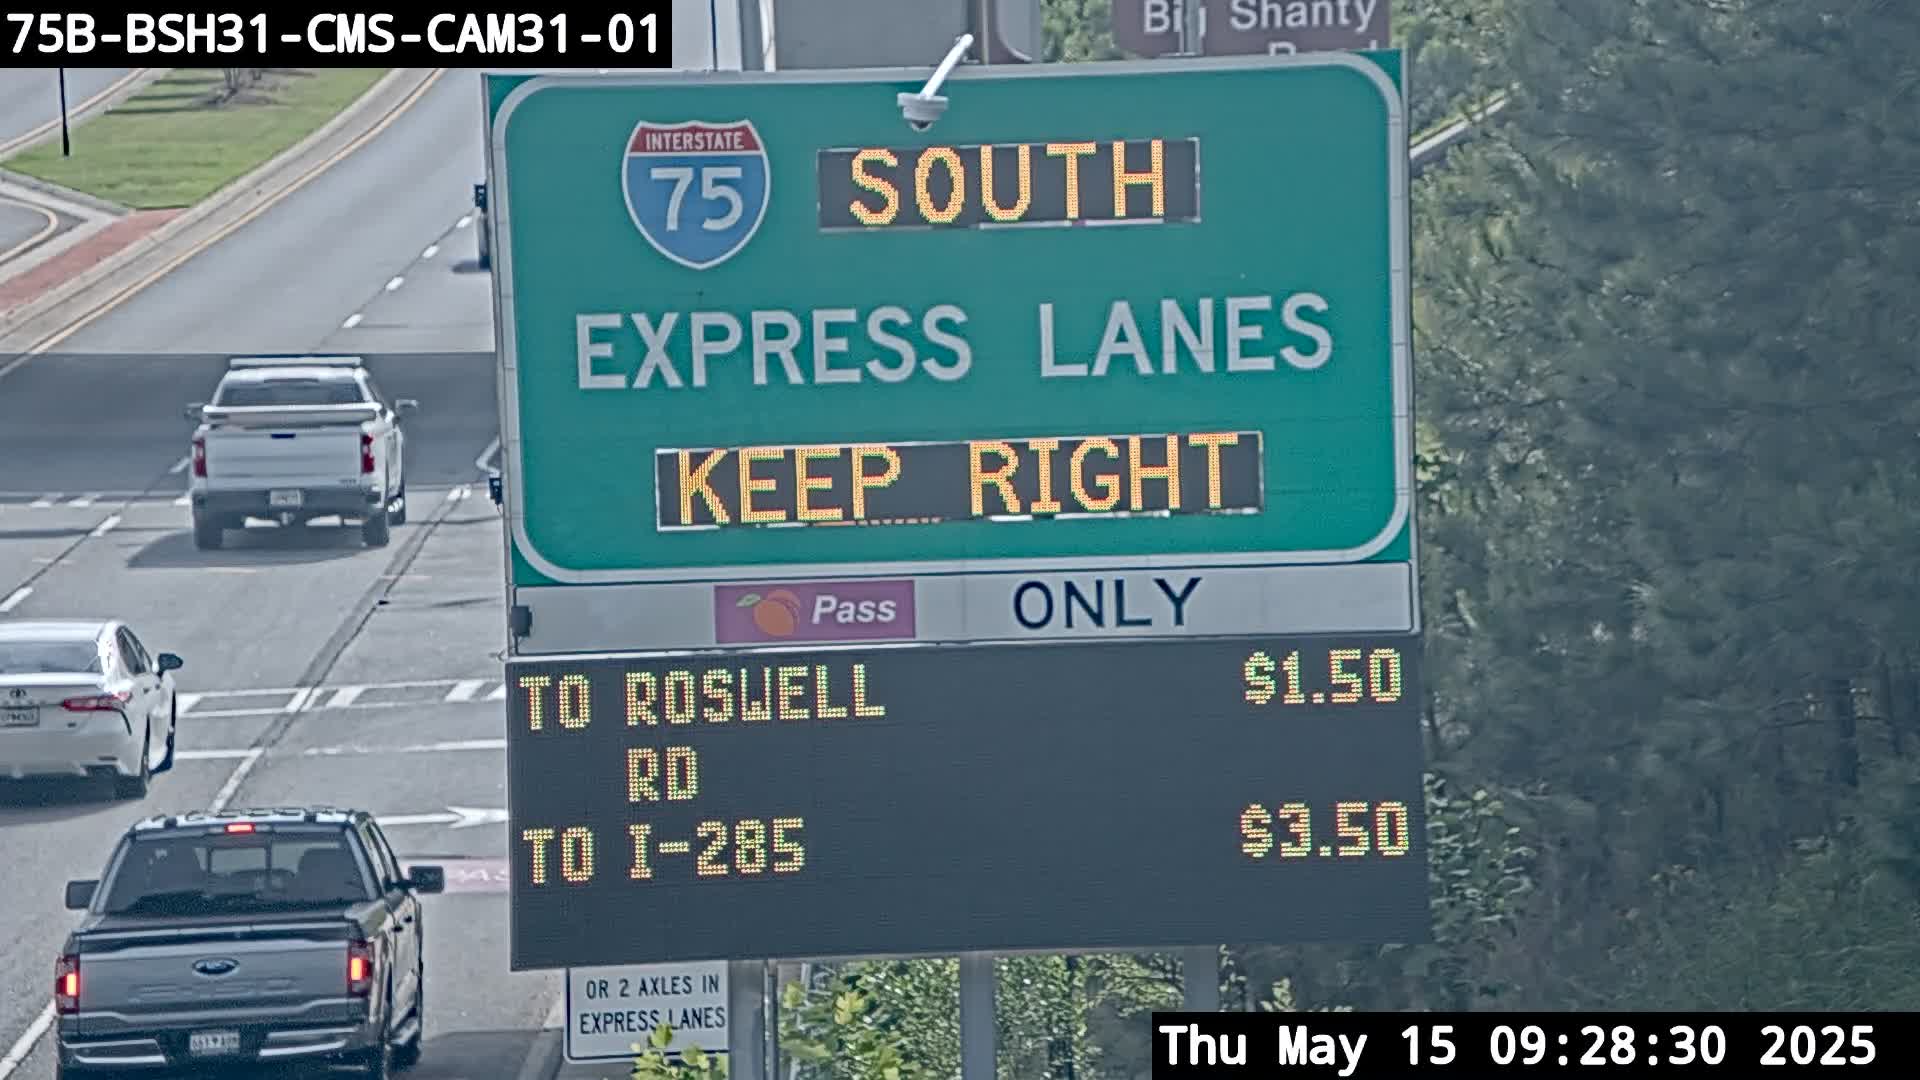 75B-BSH31-CMS-CAM31-01
Big Shanty
INTERSTATE
75
SOUTH
EXPRESS LANES
KEEP RIGHT
Pass ONLY
TO ROSWELL $1.50
RD
TO I-285 $3.50
OR 2 AXLES IN
EXPRESS LANES
Thu May 15 09:28:30 2025